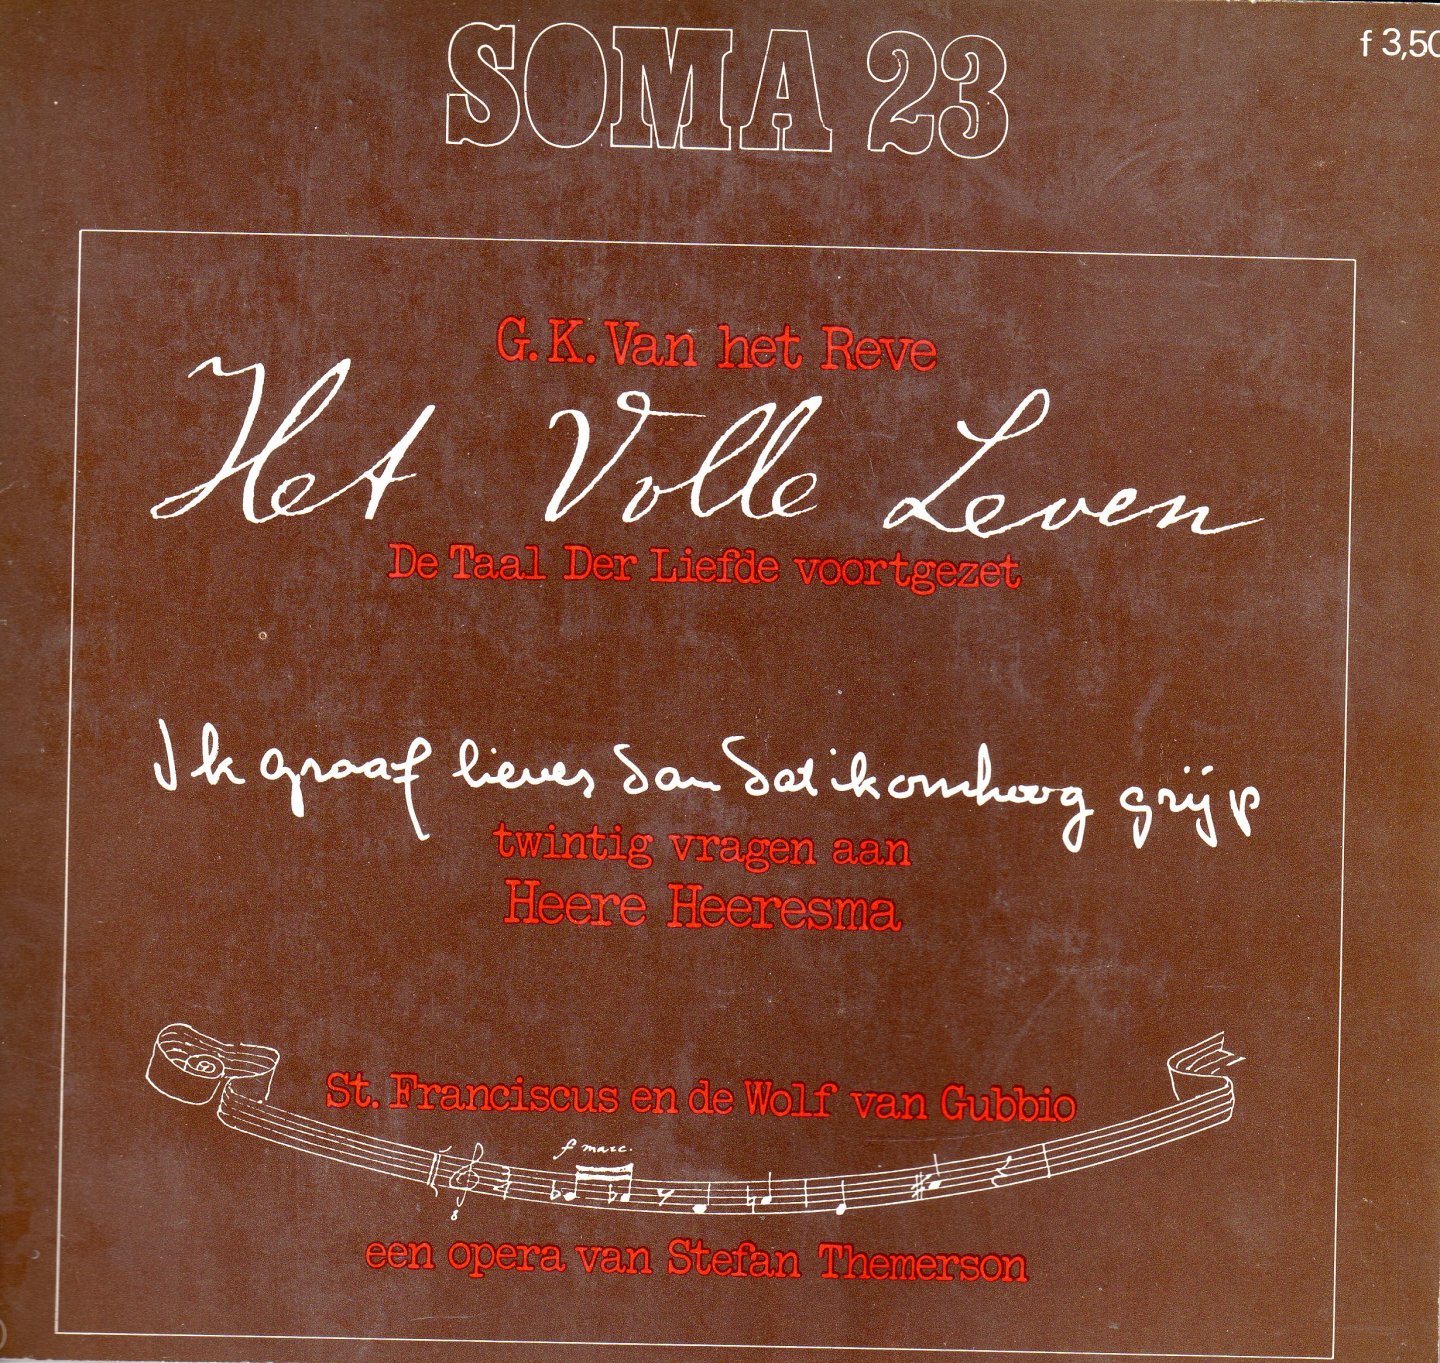 SOMA 23
f 3,50
G.K. Van het Reve
Het Volle Leven
De Taal Der Liefde voortgezet
Ik graaf liever dan dat ik omhoog grijp
twintig vragen aan
Heere Heeresma
St. Franciscus en de Wolf van Gubbio
f marc.
8
een opera van Stefan Themerson